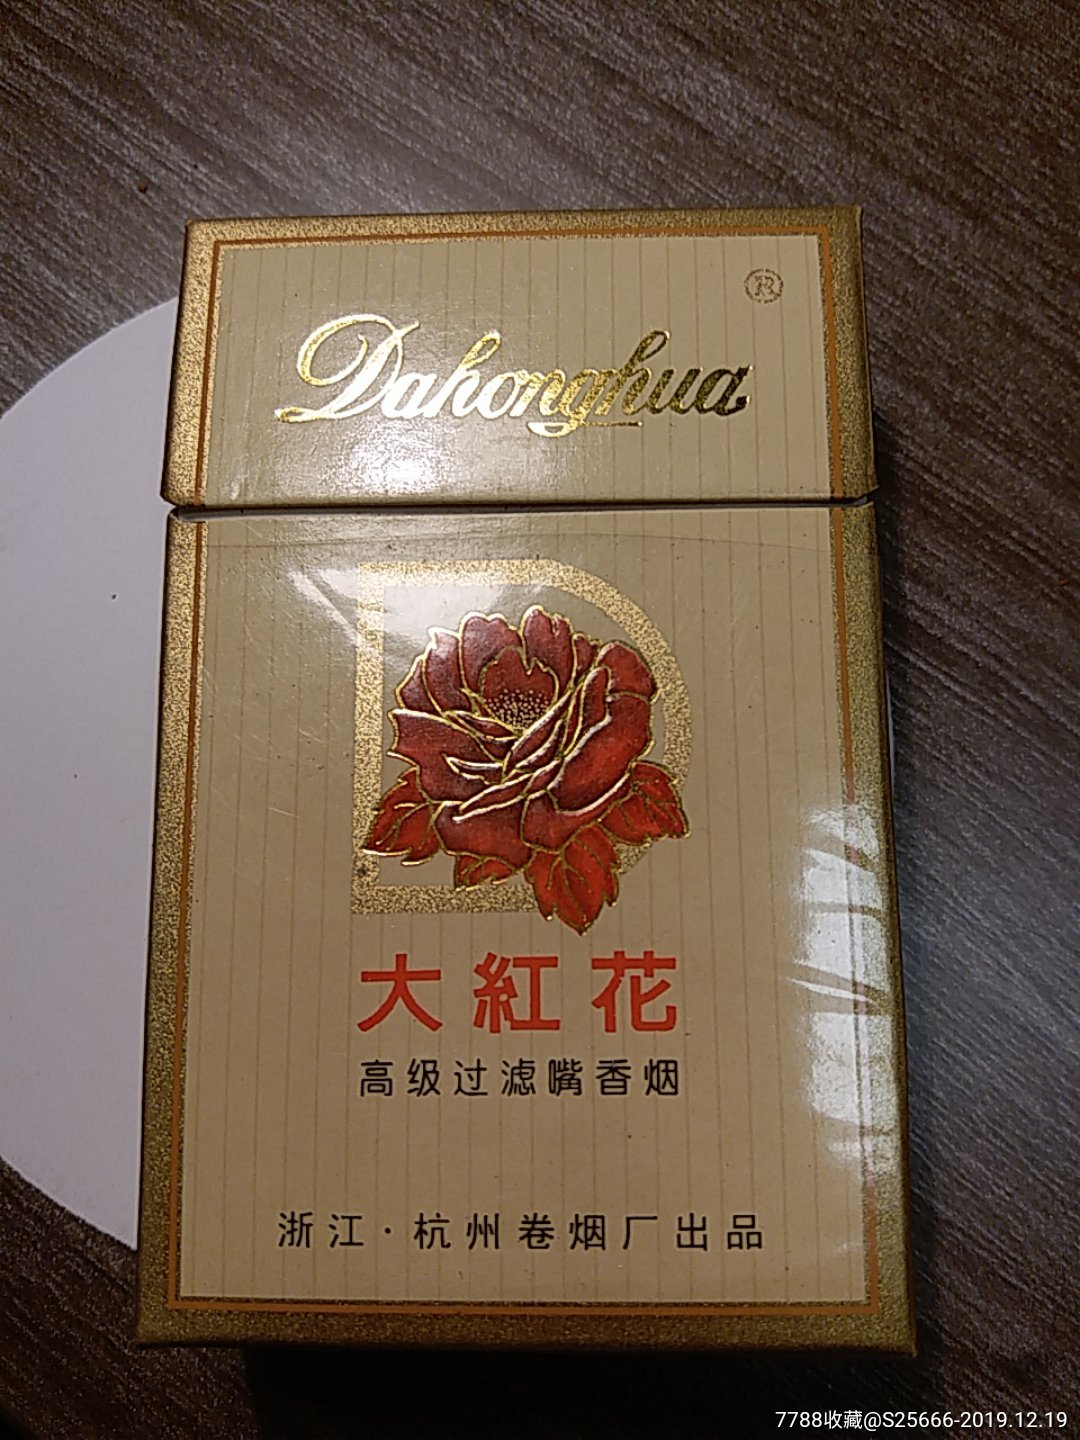 ®
Dahonghua
大紅花
高级过滤嘴香烟
浙江·杭州卷烟厂出品
7788收藏@S25666-2019.12.19